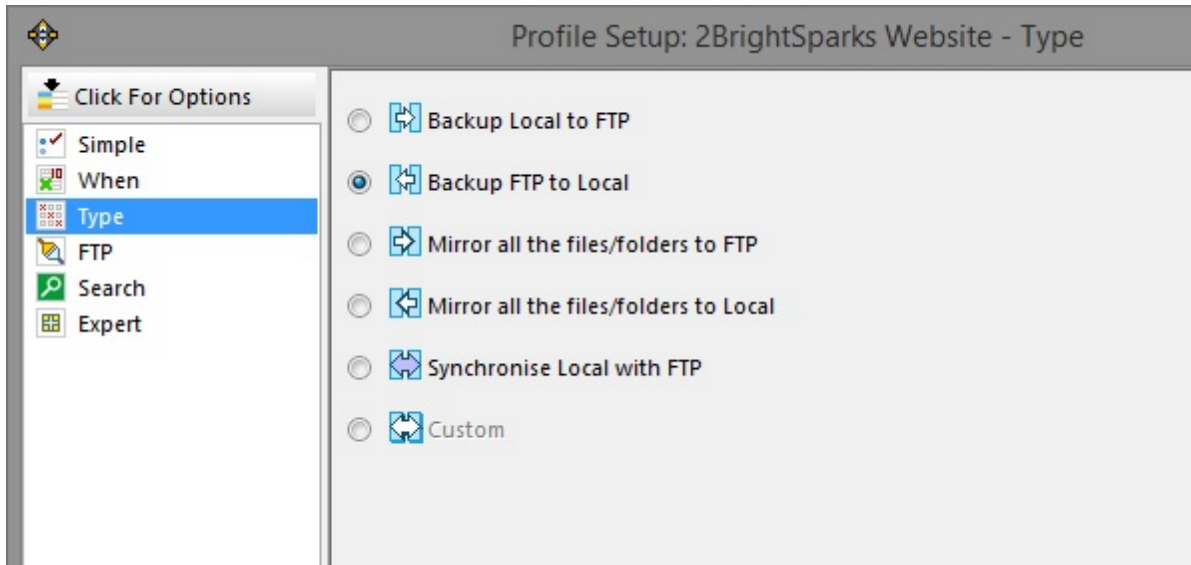 Profile Setup: 2BrightSparks Website - Type
Click For Options
Simple
When
Type
FTP
Search
Expert
Backup Local to FTP
Backup FTP to Local
Mirror all the files/folders to FTP
Mirror all the files/folders to Local
Synchronise Local with FTP
Custom